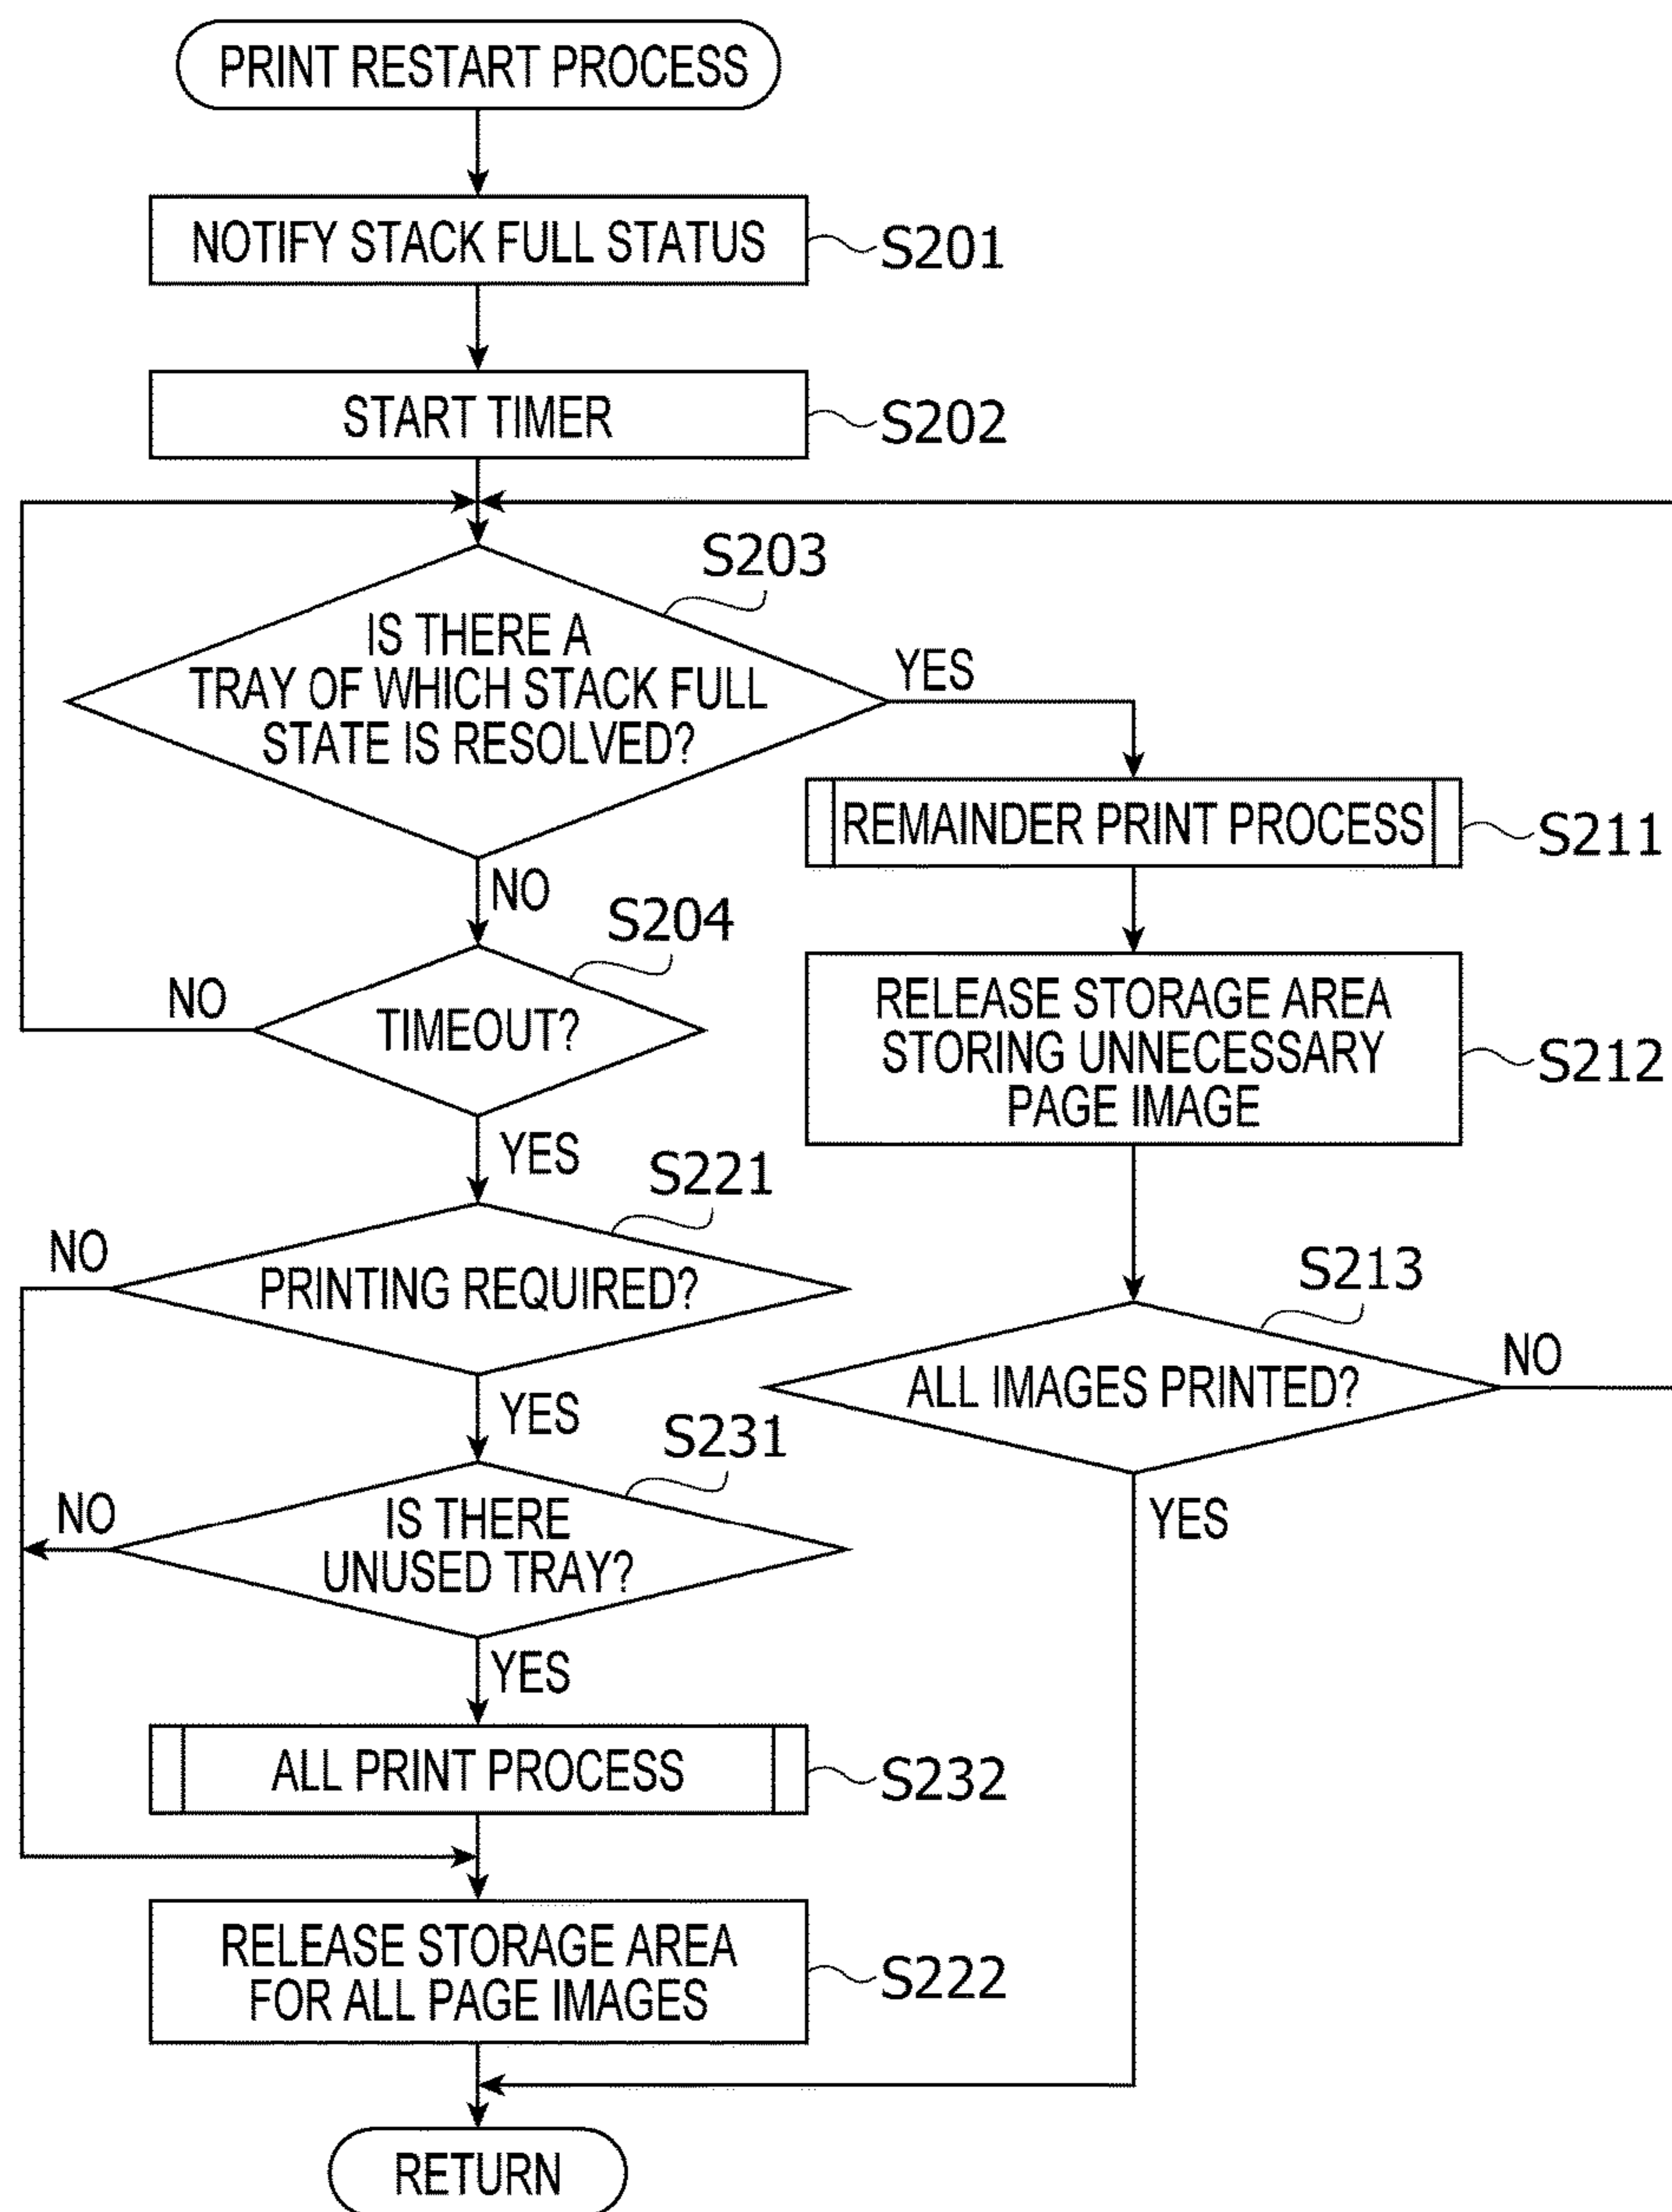 PRINT RESTART PROCESS
NOTIFY STACK FULL STATUS
S201
START TIMER
S202
S203
IS THERE A
TRAY OF WHICH STACK FULL
STATE IS RESOLVED?
YES
NO
REMAINDER PRINT PROCESS
S211
S204
TIMEOUT?
NO
YES
RELEASE STORAGE AREA
STORING UNNECESSARY
PAGE IMAGE
S212
S221
PRINTING REQUIRED?
NO
YES
S213
ALL IMAGES PRINTED?
NO
YES
S231
IS THERE
UNUSED TRAY?
NO
YES
ALL PRINT PROCESS
S232
RELEASE STORAGE AREA
FOR ALL PAGE IMAGES
S222
RETURN